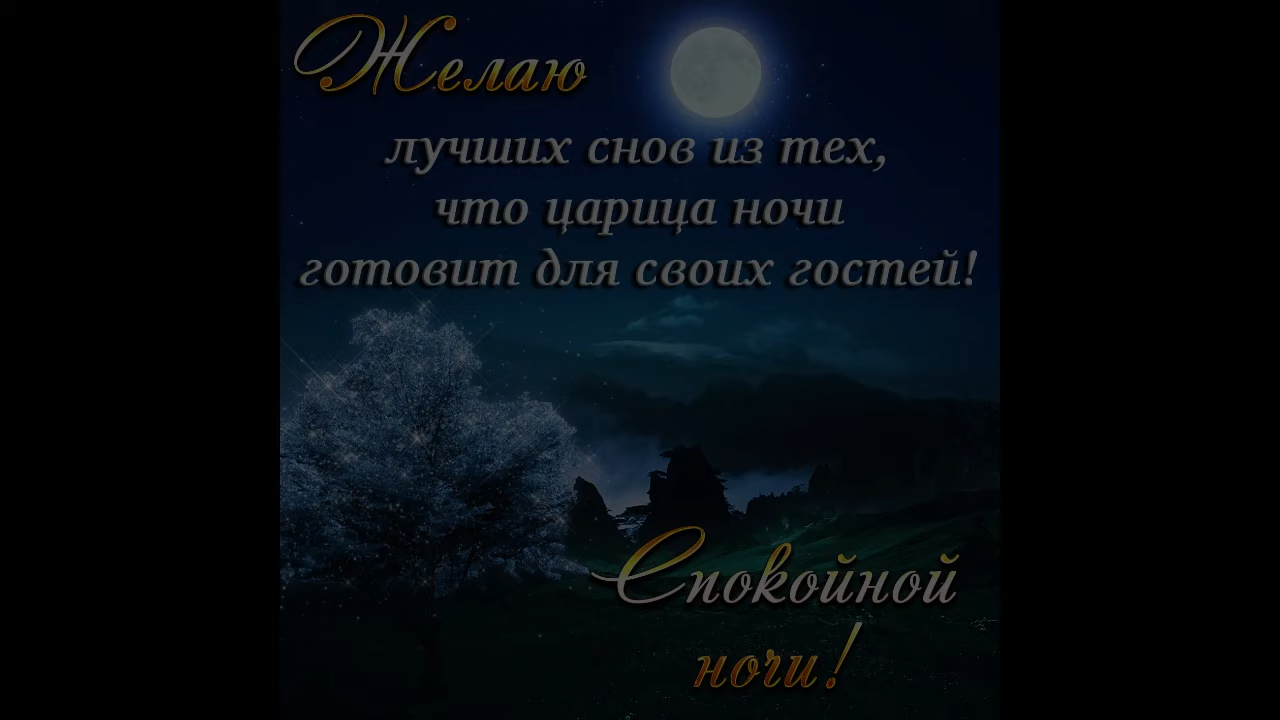 Желаю
лучших снов из тех,
что царица ночи
готовит для своих гостей!
Спокойной
ночи!